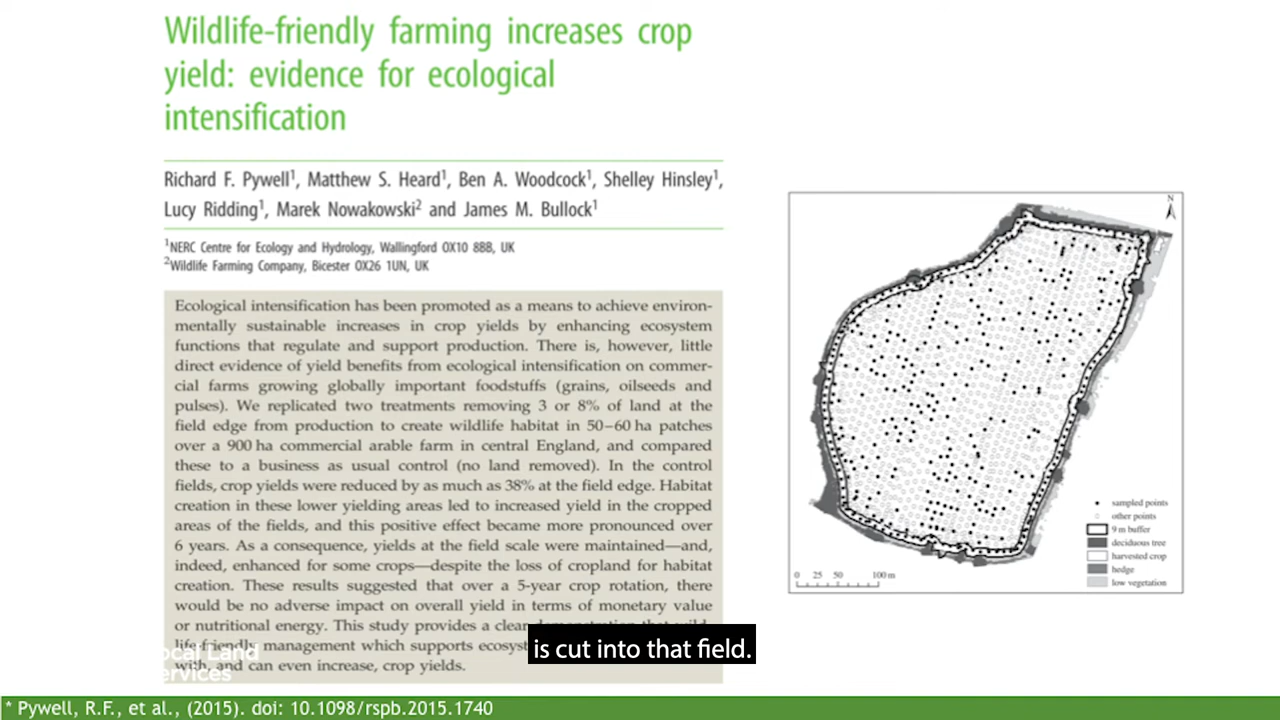 Wildlife-friendly farming increases crop
yield: evidence for ecological
intensification
Richard F. Pywell1, Matthew S. Heard1, Ben A. Woodcock1, Shelley Hinsley1,
Lucy Ridding1, Marek Nowakowski2 and James M. Bullock1
1NERC Centre for Ecology and Hydrology, Wallingford OX10 8BB, UK
2Wildlife Farming Company, Bicester OX26 1UN, UK
Ecological intensification has been promoted as a means to achieve environ-
mentally sustainable increases in crop yields by enhancing ecosystem
functions that regulate and support production. There is, however, little
direct evidence of yield benefits from ecological intensification on commer-
cial farms growing globally important foodstuffs (grains, oilseeds and
pulses). We replicated two treatments removing 3 or 8% of land at the
field edge from production to create wildlife habitat in 50–60 ha patches
over a 900 ha commercial arable farm in central England, and compared
these to a business as usual control (no land removed). In the control
fields, crop yields were reduced by as much as 38% at the field edge. Habitat
creation in these lower yielding areas led to increased yield in the cropped
areas of the fields, and this positive effect became more pronounced over
6 years. As a consequence, yields at the field scale were maintained—and,
indeed, enhanced for some crops—despite the loss of cropland for habitat
creation. These results suggested that over a 5-year crop rotation, there
would be no adverse impact on overall yield in terms of monetary value
or nutritional energy. This study provides a clear demonstration that wild-
life-friendly management which supports
with, and can even increase, crop yields.
ocal Land
ervices
is cut into that field.
N
sampled points
other points
9 m buffer
deciduous tree
harvested crop
hedge
low vegetation
0 25 50 100 m
* Pywell, R.F., et al., (2015). doi: 10.1098/rspb.2015.1740